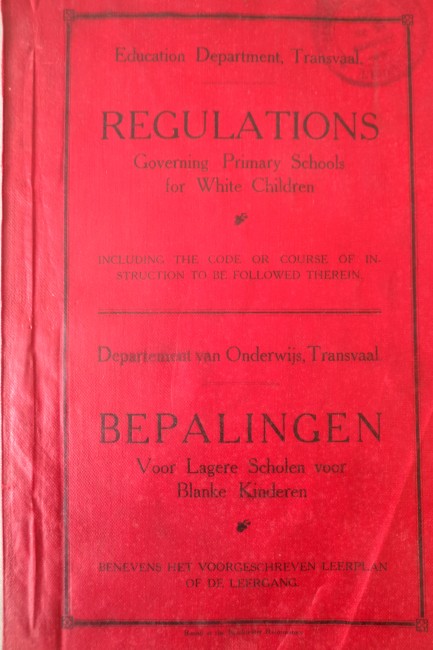 Education Department, Transvaal.
REGULATIONS
Governing Primary Schools
for White Children
INCLUDING THE CODE OR COURSE OF IN-
STRUCTION TO BE FOLLOWED THEREIN.
Departement van Onderwijs, Transvaal
BEPALINGEN
Voor Lagere Scholen voor
Blanke Kinderen
BENEVENS HET VOORGESCHREVEN LEERPLAN
OF DE LEERGANG.